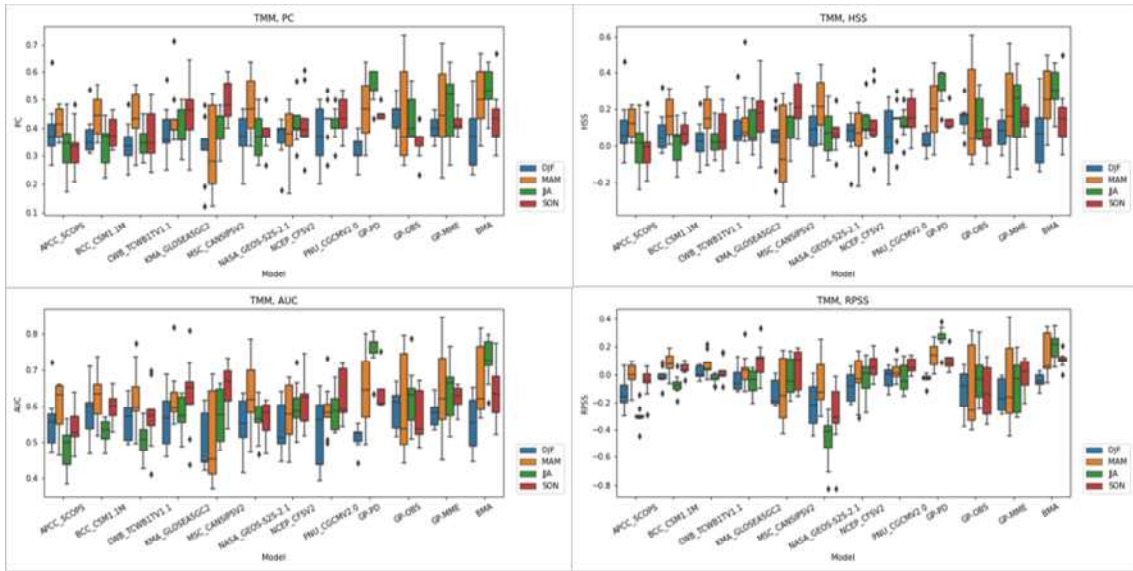 TMM, PC
PC
0.7
0.6
0.5
0.4
0.3
0.2
0.1
DJF
MAM
JJA
SON
APCC_SCOPS
BCC_CSM1.1M
CWB_TCWB1TV1.1
KMA_GLOSEA5GC2
MSC_CANSIPSV2
NASA_GEOS-S2S-2.1
NCEP_CFSV2
PNU_CGCMV2.0
GP-PD
GP-OBS
GP-MME
BMA
Model
TMM, HSS
HSS
0.6
0.4
0.2
0.0
−0.2
DJF
MAM
JJA
SON
APCC_SCOPS
BCC_CSM1.1M
CWB_TCWB1TV1.1
KMA_GLOSEA5GC2
MSC_CANSIPSV2
NASA_GEOS-S2S-2.1
NCEP_CFSV2
PNU_CGCMV2.0
GP-PD
GP-OBS
GP-MME
BMA
Model
TMM, AUC
AUC
0.8
0.7
0.6
0.5
0.4
DJF
MAM
JJA
SON
APCC_SCOPS
BCC_CSM1.1M
CWB_TCWB1TV1.1
KMA_GLOSEA5GC2
MSC_CANSIPSV2
NASA_GEOS-S2S-2.1
NCEP_CFSV2
PNU_CGCMV2.0
GP-PD
GP-OBS
GP-MME
BMA
Model
TMM, RPSS
RPSS
0.4
0.2
0.0
−0.2
−0.4
−0.6
−0.8
DJF
MAM
JJA
SON
APCC_SCOPS
BCC_CSM1.1M
CWB_TCWB1TV1.1
KMA_GLOSEA5GC2
MSC_CANSIPSV2
NASA_GEOS-S2S-2.1
NCEP_CFSV2
PNU_CGCMV2.0
GP-PD
GP-OBS
GP-MME
BMA
Model